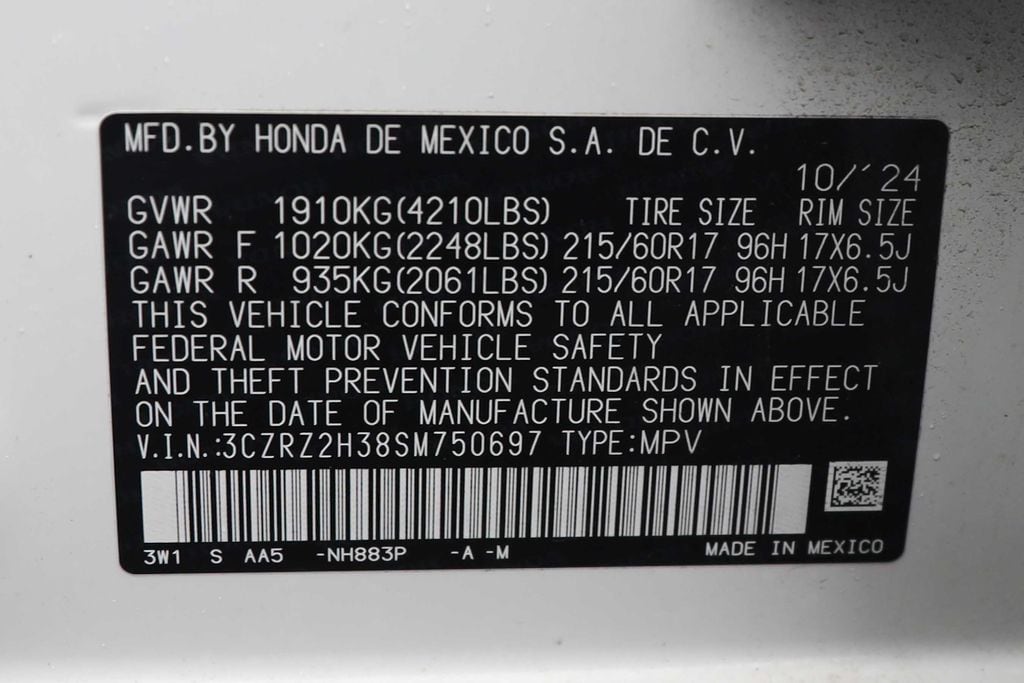 MFD.BY HONDA DE MEXICO S.A. DE C.V.
10/´24
GVWR 1910KG(4210LBS) TIRE SIZE RIM SIZE
GAWR F 1020KG(2248LBS) 215/60R17 96H 17X6.5J
GAWR R 935KG(2061LBS) 215/60R17 96H 17X6.5J
THIS VEHICLE CONFORMS TO ALL APPLICABLE
FEDERAL MOTOR VEHICLE SAFETY
AND THEFT PREVENTION STANDARDS IN EFFECT
ON THE DATE OF MANUFACTURE SHOWN ABOVE.
V.I.N.:3CZRZ2H38SM750697 TYPE:MPV
3W1 S AA5 -NH883P -A -M MADE IN MEXICO